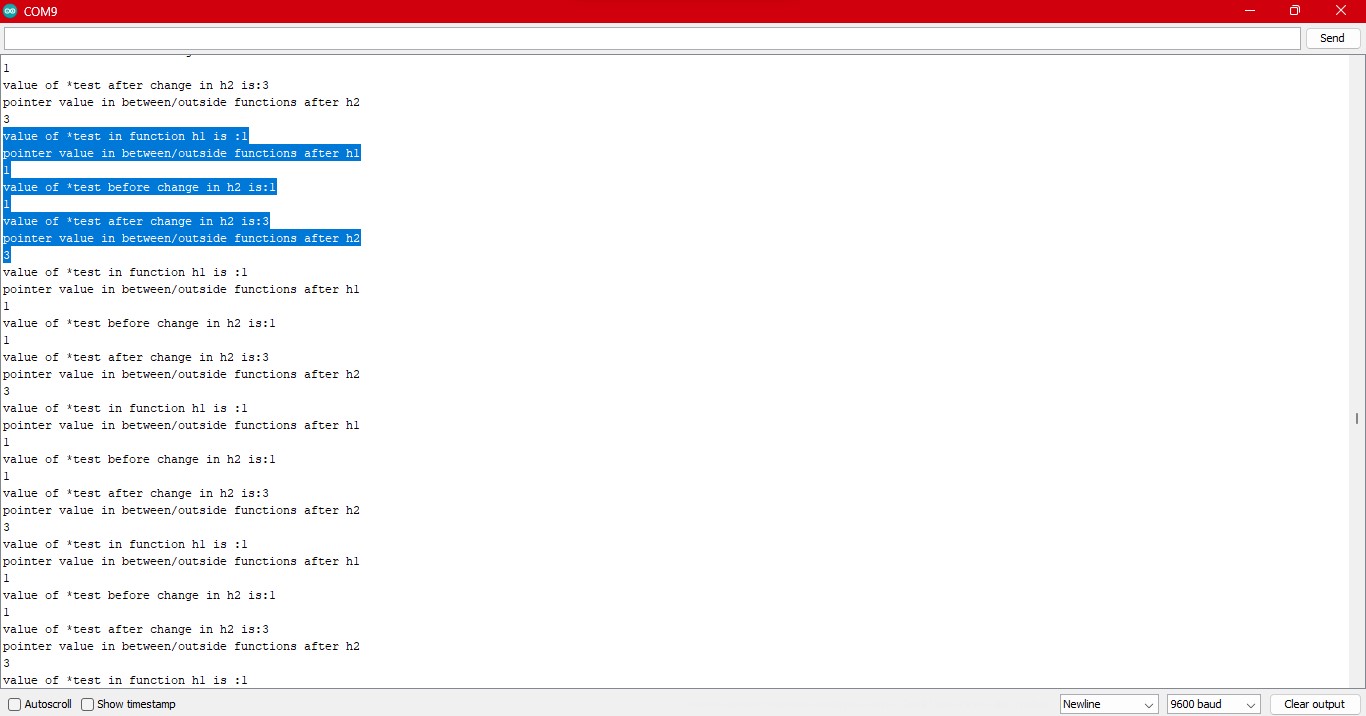 COM9
Send
1
value of *test after change in h2 is:3
pointer value in between/outside functions after h2
3
value of *test in function h1 is :1
pointer value in between/outside functions after h1
1
value of *test before change in h2 is:1
1
value of *test after change in h2 is:3
pointer value in between/outside functions after h2
3
value of *test in function h1 is :1
pointer value in between/outside functions after h1
1
value of *test before change in h2 is:1
1
value of *test after change in h2 is:3
pointer value in between/outside functions after h2
3
value of *test in function h1 is :1
pointer value in between/outside functions after h1
1
value of *test before change in h2 is:1
1
value of *test after change in h2 is:3
pointer value in between/outside functions after h2
3
value of *test in function h1 is :1
pointer value in between/outside functions after h1
1
value of *test before change in h2 is:1
1
value of *test after change in h2 is:3
pointer value in between/outside functions after h2
3
value of *test in function h1 is :1
Autoscroll Show timestamp Newline 9600 baud Clear output